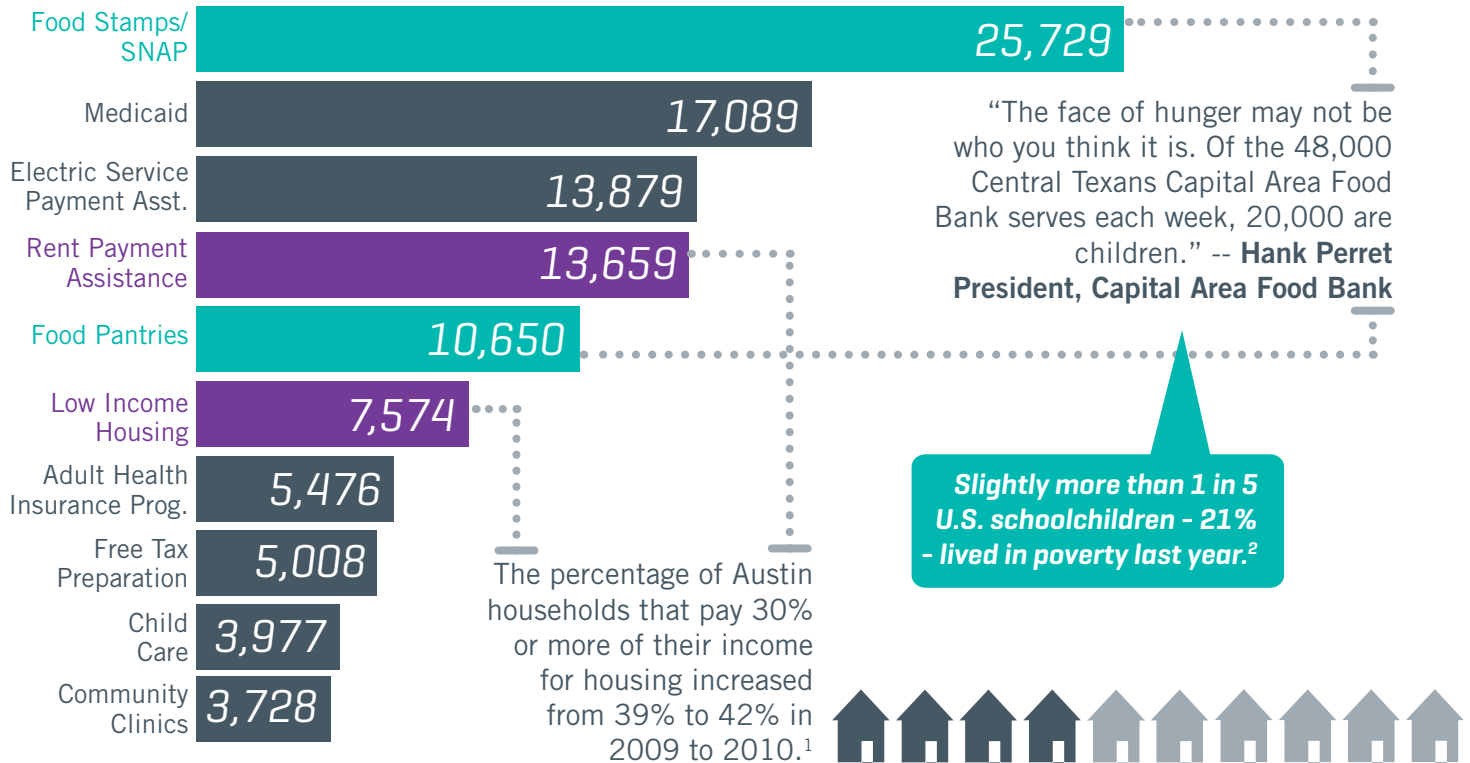 Food Stamps/
SNAP
25,729
Medicaid
17,089
Electric Service
Payment Asst.
13,879
Rent Payment
Assistance
13,659
Food Pantries
10,650
Low Income
Housing
7,574
Adult Health
Insurance Prog.
5,476
Free Tax
Preparation
5,008
Child
Care
3,977
Community
Clinics
3,728
“The face of hunger may not be
who you think it is. Of the 48,000
Central Texans Capital Area Food
Bank serves each week, 20,000 are
children.” -- Hank Perret
President, Capital Area Food Bank
Slightly more than 1 in 5
U.S. schoolchildren - 21%
- lived in poverty last year.²
The percentage of Austin
households that pay 30%
or more of their income
for housing increased
from 39% to 42% in
2009 to 2010.¹